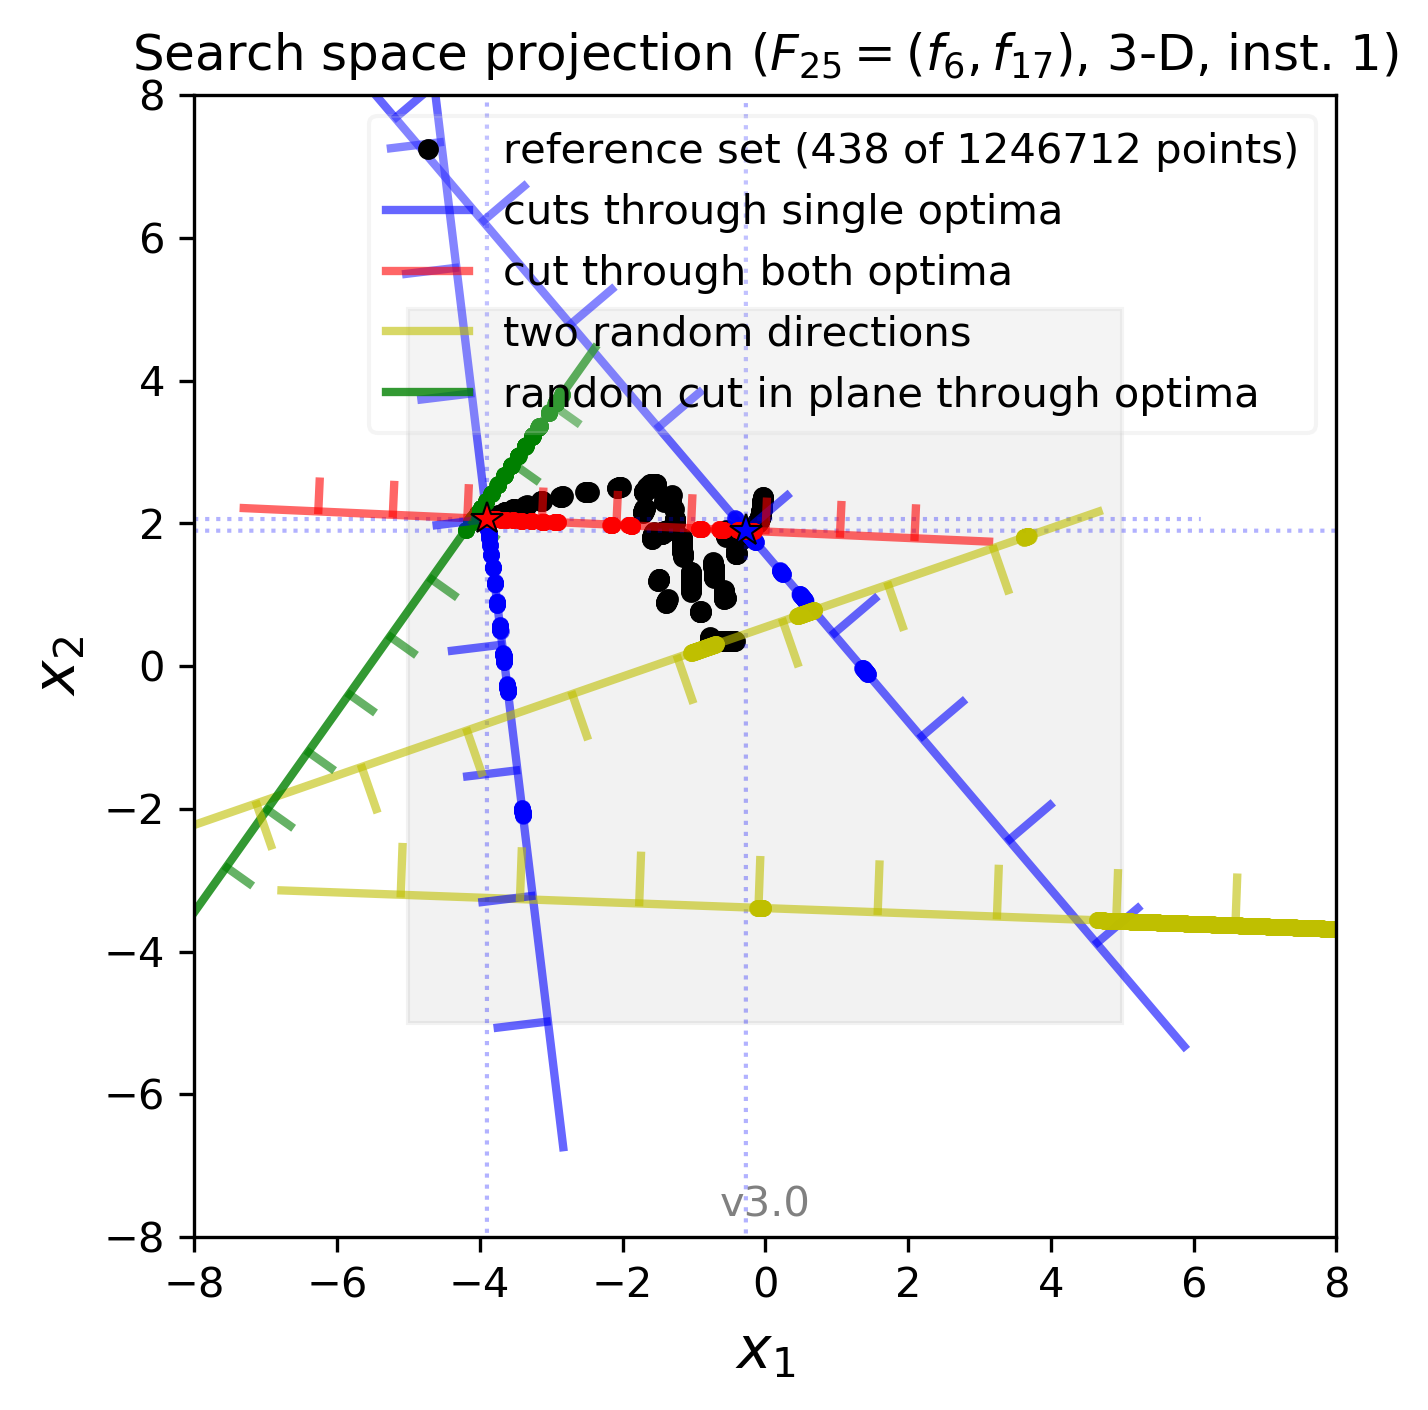 Search space projection (F25 = (f6, f17), 3-D, inst. 1)
reference set (438 of 1246712 points)
cuts through single optima
cut through both optima
two random directions
random cut in plane through optima
8
6
4
2
0
−2
−4
−6
−8
x2
v3.0
−8 −6 −4 −2 0 2 4 6 8
x1